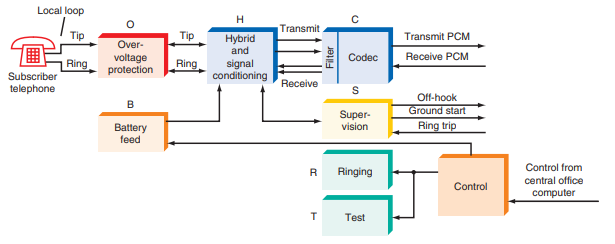 Local loop
Tip
Ring
Subscriber
telephone
O
Over-
voltage
protection
Tip
Ring
H
Hybrid
and
signal
conditioning
Transmit
Receive
C
Filter
Codec
Transmit PCM
Receive PCM
B
Battery
feed
S
Super-
vision
Off-hook
Ground start
Ring trip
R
Ringing
T
Test
Control
Control from
central office
computer